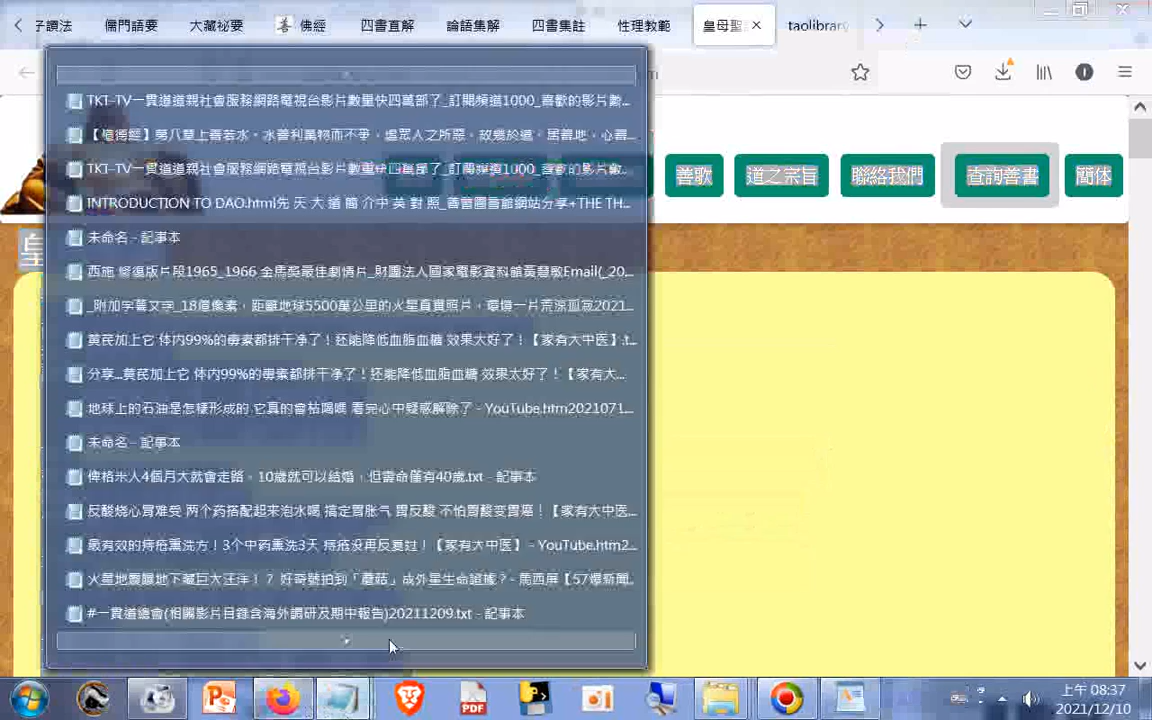 子讀法 儒門語要 大藏祕要 善 佛經 四書直解 論語集解 四書集註 性理教範 皇母聖 taolibrary
TKT-TV一貫道道親社會服務網路電視台影片數量快四萬部了_訂閱頻道1000_喜歡的影片數...
【道德經】第八章上善若水。水善利萬物而不爭，處眾人之所惡，故幾於道。居善地，心善...
TKT-TV一貫道道親社會服務網路電視台影片數量快四萬部了_訂閱頻道1000_喜歡的影片數...
善歌 道之宗旨 聯絡我們 查詢善書 簡体
INTRODUCTION TO DAO.html先 天 大 道 簡 介中 英 對 照_善書圖書館網站分享+THE TH...
未命名 - 記事本
皇
西施 修復版片段1965_1966 金馬獎最佳劇情片_財團法人國家電影資料館黃慧敏Email(_20...
_附加字幕文字_18億像素，距離地球5500萬公里的火星真實照片，環境一片荒涼孤寂2021...
黄芪加上它 体内99%的毒素都排干净了！还能降低血脂血糖 效果太好了！【家有大中医】.t...
分享...黄芪加上它 体内99%的毒素都排干净了！还能降低血脂血糖 效果太好了！【家有大...
地球上的石油是怎樣形成的 它真的會枯竭嗎 看完心中疑惑解除了 - YouTube.htm2021071...
未命名 - 記事本
俾格米人4個月大就會走路，10歲就可以結婚，但壽命僅有40歲.txt - 記事本
反酸烧心胃难受 两个药搭配起来泡水喝 搞定胃胀气 胃反酸 不怕胃酸变胃癌！【家有大中医...
最有效的痔疮熏洗方！3个中药熏洗3天 痔疮没再反复过！【家有大中医】 - YouTube.htm2...
火星地震曝地下藏巨大汪洋！？ 好奇號拍到「蘑菇」成外星生命證據？- 馬西屏【57爆新聞...
#一貫道總會(相關影片目錄含海外調研及期中報告)20211209.txt - 記事本
上午 08:37
2021/12/10